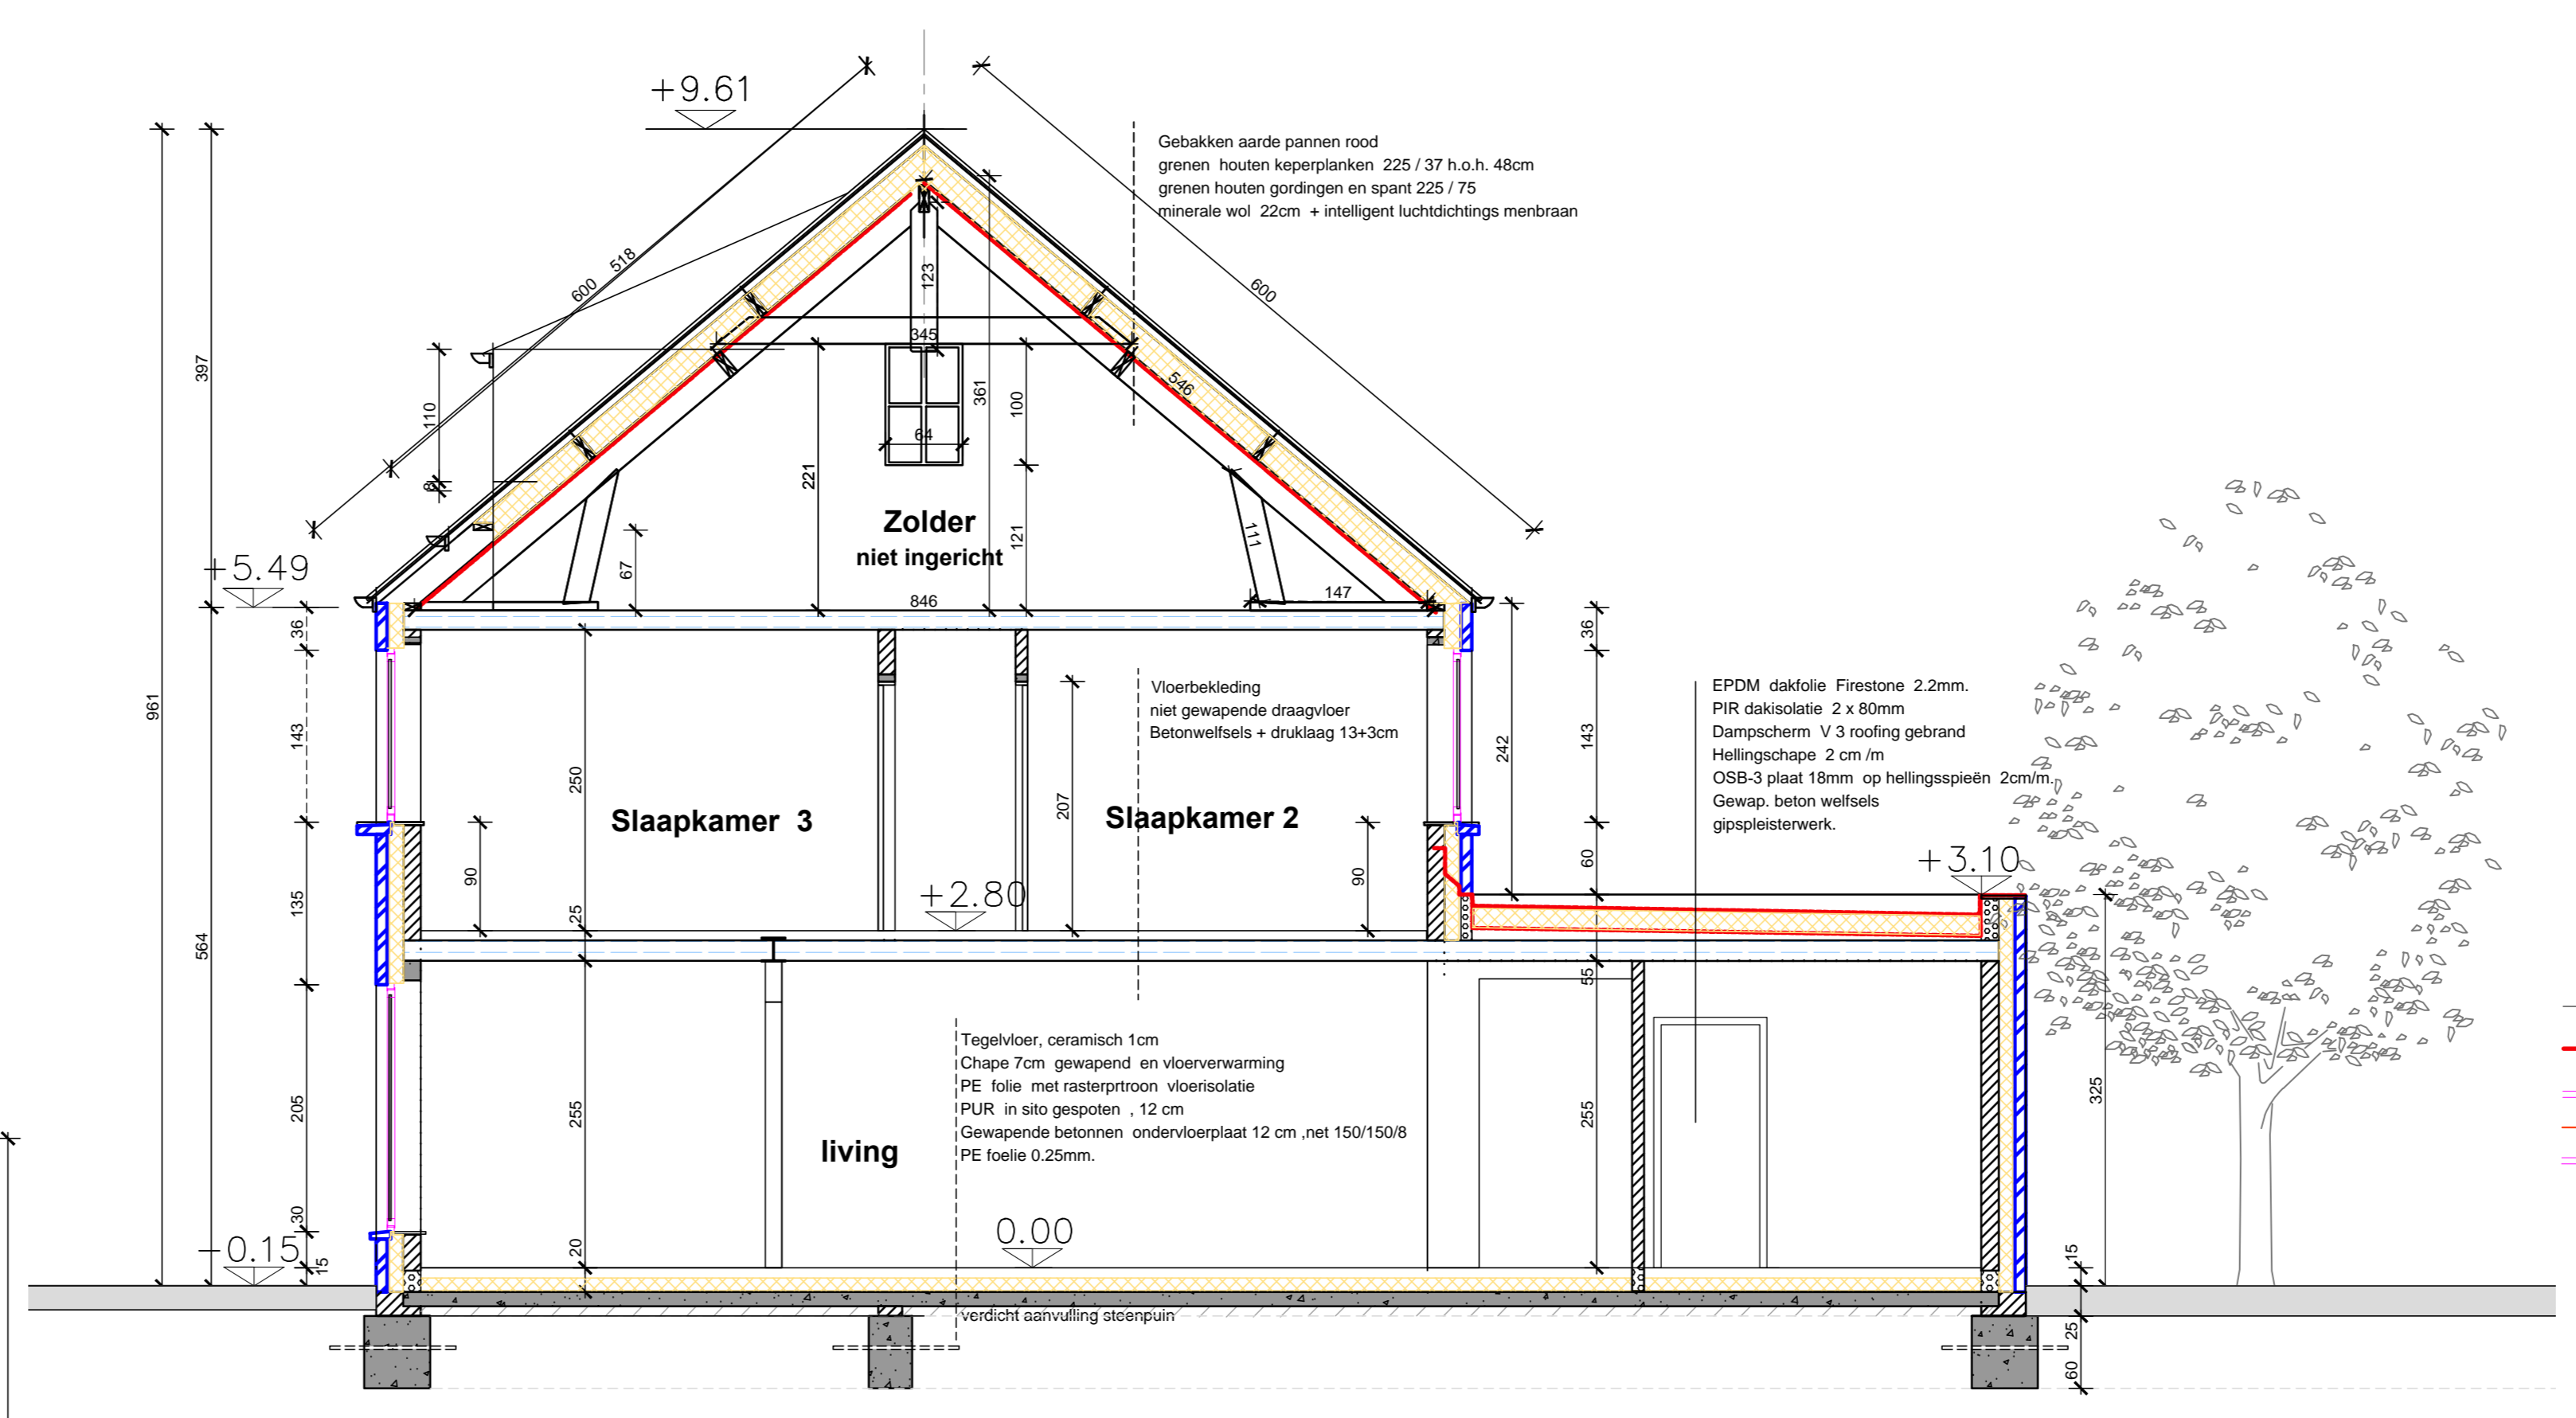 +9.61
Gebakken aarde pannen rood
grenen houten keperplanken 225 / 37 h.o.h. 48cm
grenen houten gordingen en spant 225 / 75
minerale wol 22cm + intelligent luchtdichtings menbraan
518
600
600
123
345
397
361
546
110
100
64
221
8
Zolder
niet ingericht
121
111
67
+5.49
846
147
36
36
Vloerbekleding
niet gewapende draagvloer
Betonwelfsels + druklaag 13+3cm
EPDM dakfolie Firestone 2.2mm.
PIR dakisolatie 2 x 80mm
Dampscherm V 3 roofing gebrand
Hellingschape 2 cm /m
OSB-3 plaat 18mm op hellingsspieën 2cm/m.
Gewap. beton welfsels
gipspleisterwerk.
961
143
250
242
143
207
Slaapkamer 3
Slaapkamer 2
+3.10
90
90
60
135
+2.80
25
564
55
Tegelvloer, ceramisch 1cm
Chape 7cm gewapend en vloerverwarming
PE folie met rasterprtroon vloerisolatie
PUR in sito gespoten , 12 cm
Gewapende betonnen ondervloerplaat 12 cm ,net 150/150/8
PE foelie 0.25mm.
205
255
255
325
living
30
0.00
-0.15
15
20
15
verdicht aanvulling steenpuin
25
60